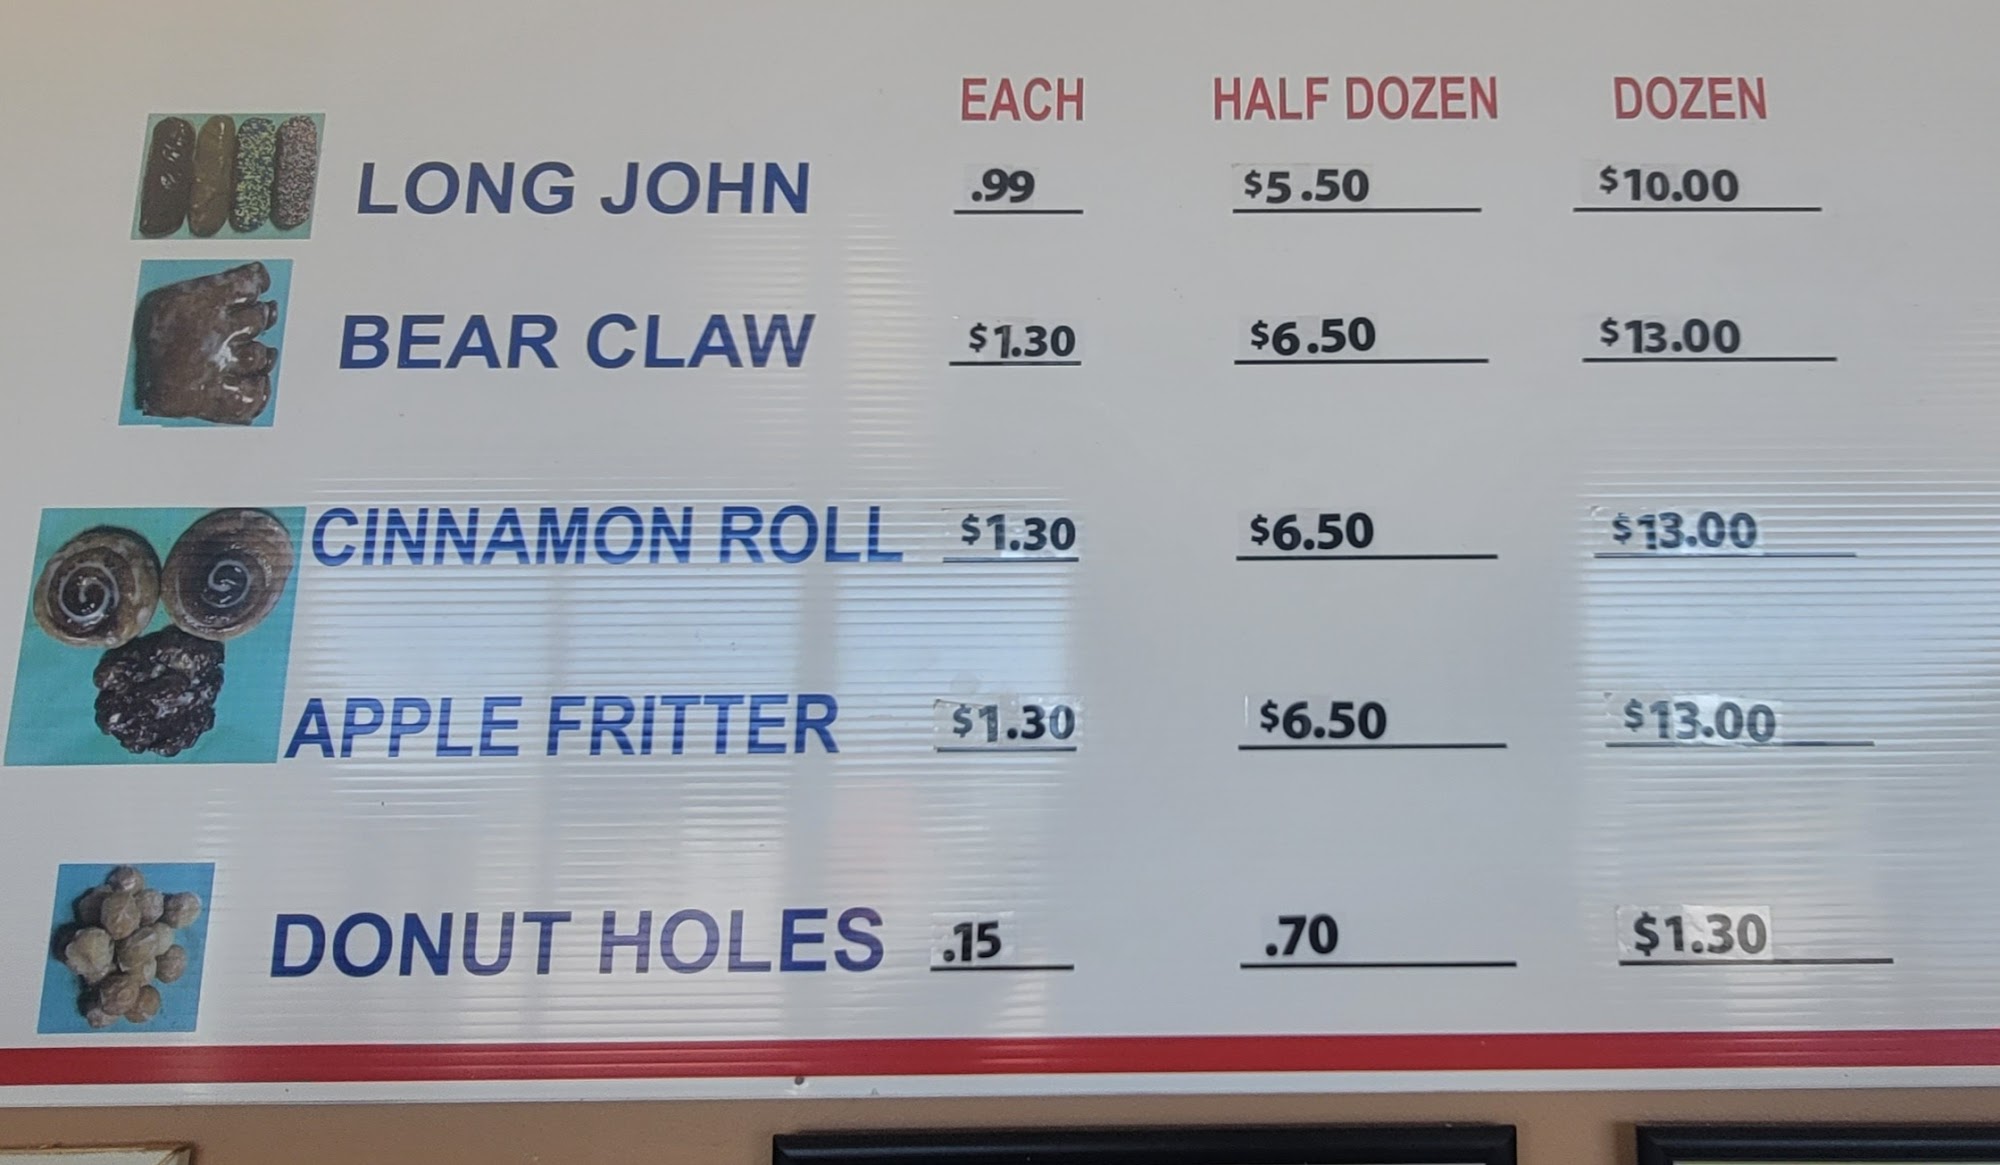 EACH HALF DOZEN DOZEN
LONG JOHN .99 $5.50 $10.00
BEAR CLAW $1.30 $6.50 $13.00
CINNAMON ROLL $1.30 $6.50 $13.00
APPLE FRITTER $1.30 $6.50 $13.00
DONUT HOLES .15 .70 $1.30